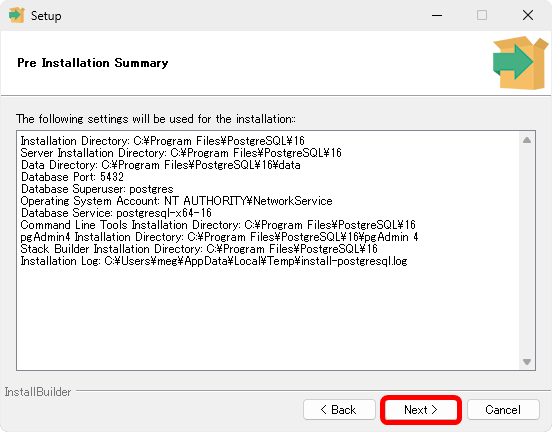 Setup
Pre Installation Summary
The following settings will be used for the installation::
Installation Directory: C:¥Program Files¥PostgreSQL¥16
Server Installation Directory: C:¥Program Files¥PostgreSQL¥16
Data Directory: C:¥Program Files¥PostgreSQL¥16¥data
Database Port: 5432
Database Superuser: postgres
Operating System Account: NT AUTHORITY¥NetworkService
Database Service: postgresql-x64-16
Command Line Tools Installation Directory: C:¥Program Files¥PostgreSQL¥16
pgAdmin4 Installation Directory: C:¥Program Files¥PostgreSQL¥16¥pgAdmin 4
Stack Builder Installation Directory: C:¥Program Files¥PostgreSQL¥16
Installation Log: C:¥Users¥meg¥AppData¥Local¥Temp¥install-postgresql.log
InstallBuilder
< Back
Next >
Cancel